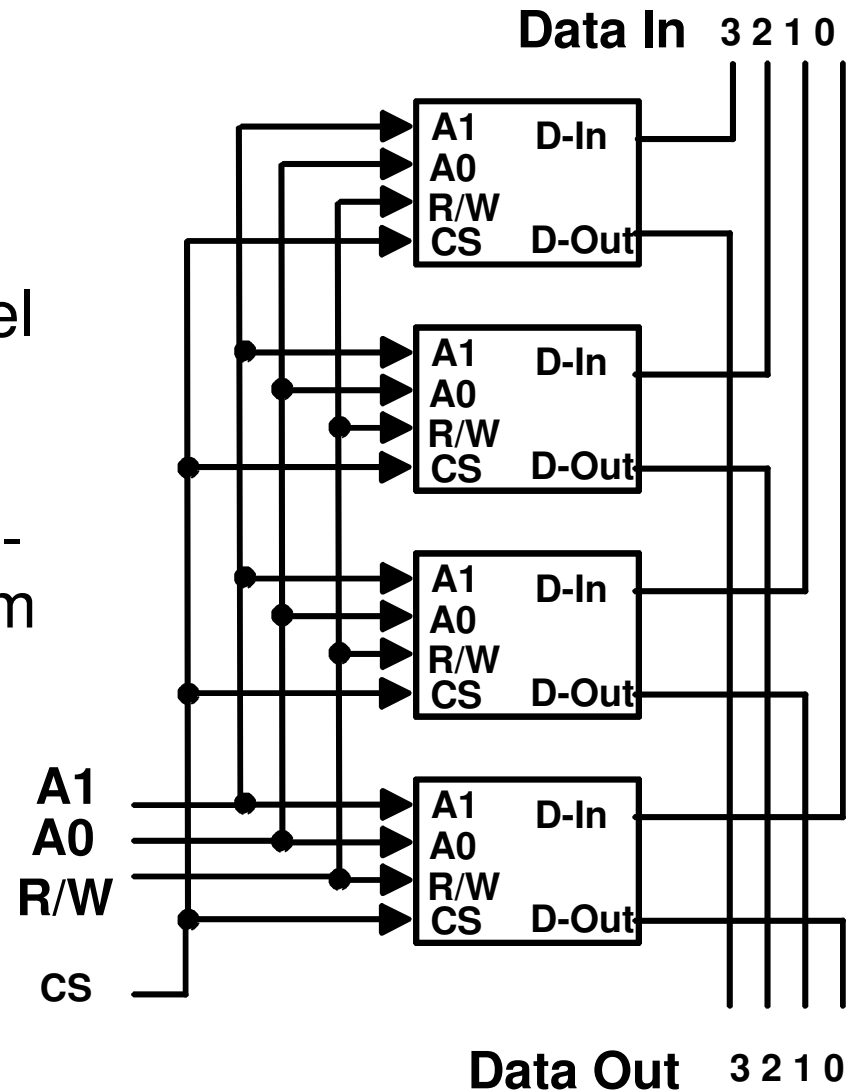 Data In 3 2 1 0
A1 D-In
A0
R/W
CS D-Out
el
A1 D-In
A0
R/W
CS D-Out
-
m
A1 D-In
A0
R/W
CS D-Out
A1
A0
R/W
CS
A1 D-In
A0
R/W
CS D-Out
Data Out 3 2 1 0